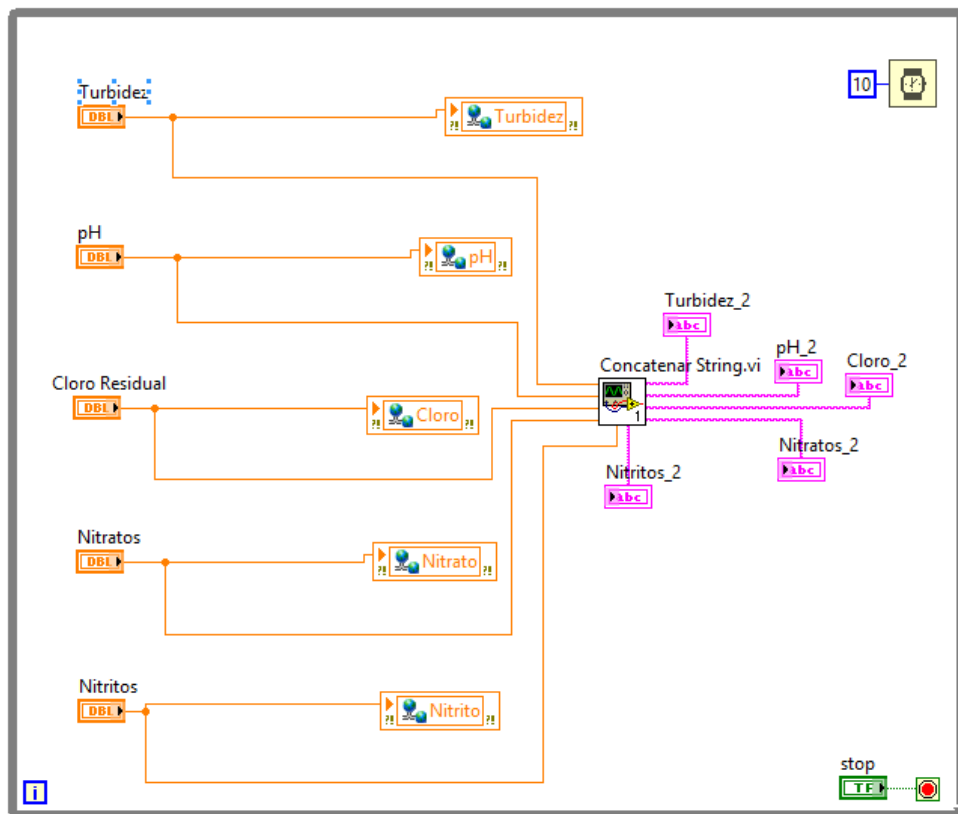 10
Turbidez
DBL
Turbidez
pH
DBL
pH
Turbidez_2
abc
pH_2
abc
Cloro_2
abc
Concatenar String.vi
1
Cloro Residual
DBL
Cloro
Nitratos_2
abc
Nitritos_2
abc
Nitratos
DBL
Nitrato
Nitritos
DBL
Nitrito
stop
TF
i